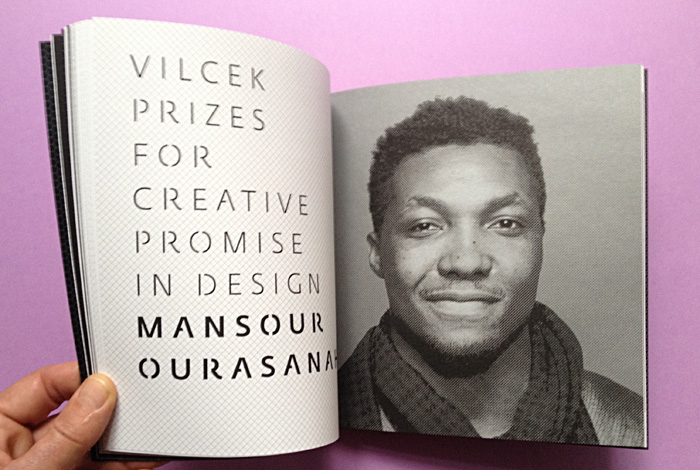 VILCEK
PRIZES
FOR
CREATIVE
PROMISE
IN DESIGN
MANSOUR
OURASANAH